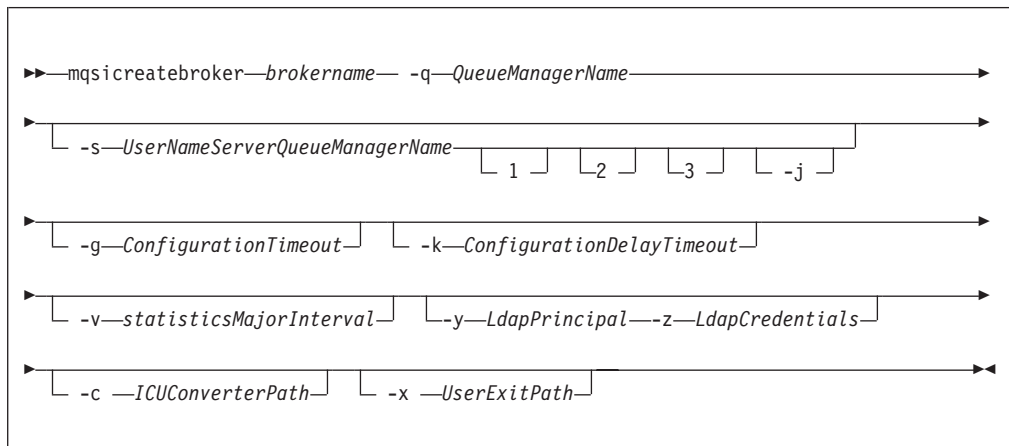 mqsicreatebroker brokername -q QueueManagerName
-s UserNameServerQueueManagerName 1 2 3 -j
-g ConfigurationTimeout -k ConfigurationDelayTimeout
-v statisticsMajorInterval -y LdapPrincipal -z LdapCredentials
-c ICUConverterPath -x UserExitPath